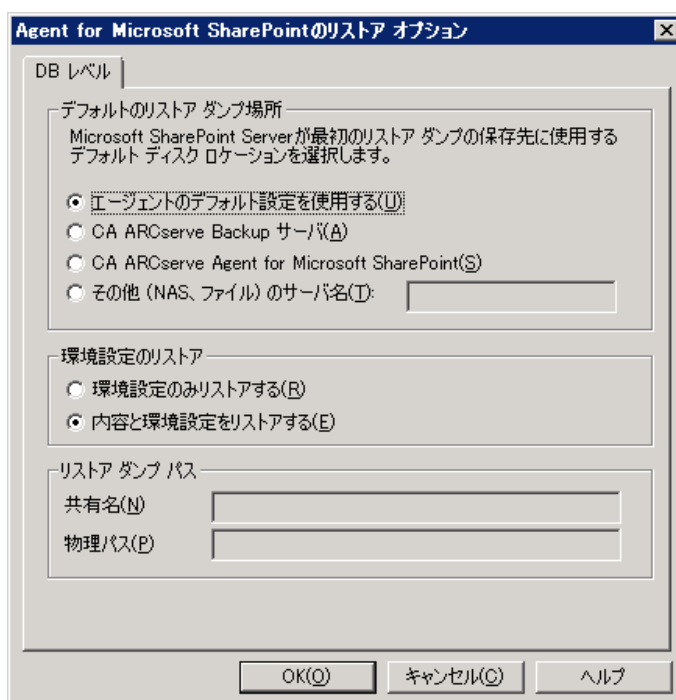 Agent for Microsoft SharePointのリストア オプション
DB レベル
デフォルトのリストア ダンプ場所
Microsoft SharePoint Serverが最初のリストア ダンプの保存先に使用する
デフォルト ディスク ロケーションを選択します。
エージェントのデフォルト設定を使用する(U)
CA ARCserve Backup サーバ(A)
CA ARCserve Agent for Microsoft SharePoint(S)
その他 (NAS、ファイル) のサーバ名(T):
環境設定のリストア
環境設定のみリストアする(R)
内容と環境設定をリストアする(E)
リストア ダンプ パス
共有名(N)
物理パス(P)
OK(O)
キャンセル(C)
ヘルプ